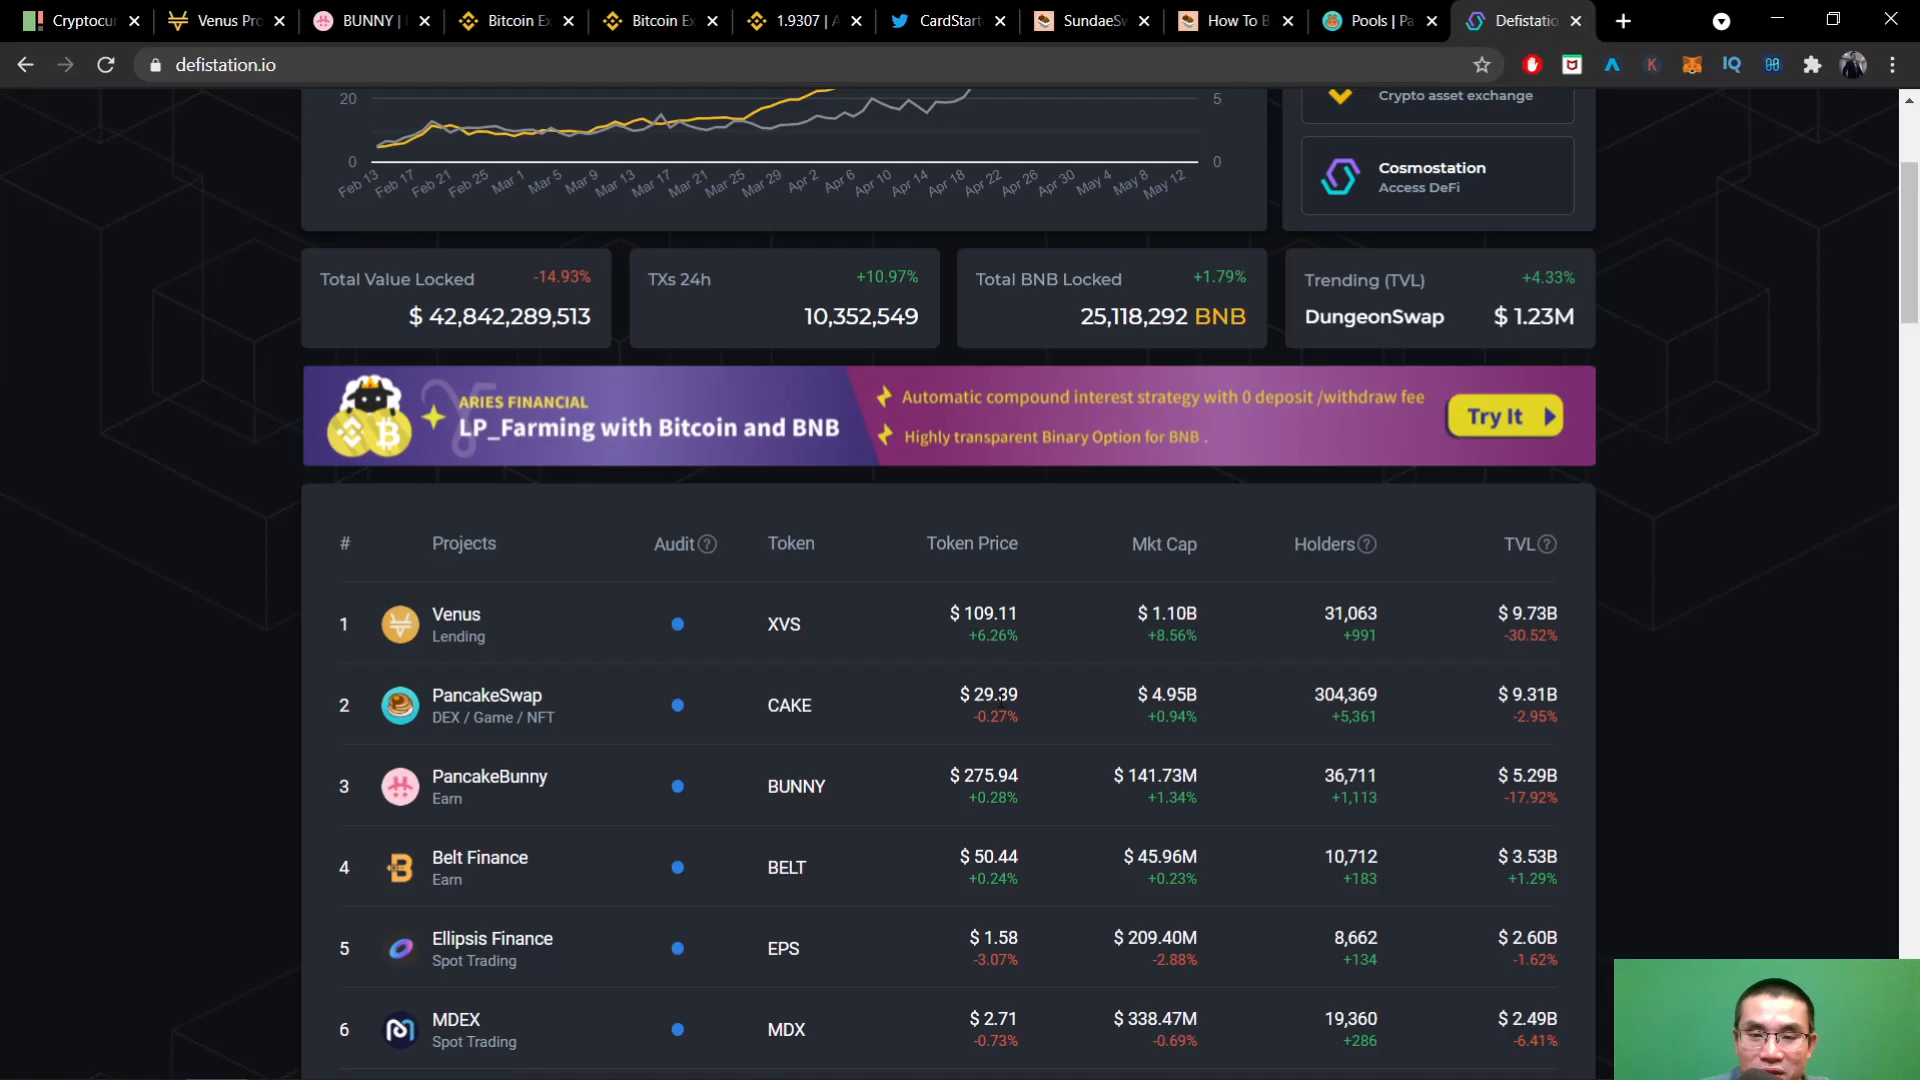 Cryptocur
Venus Pro
BUNNY |
Bitcoin Ex
Bitcoin Ex
1.9307 | A
CardStart
SundaeSw
How To B
Pools | Pa
Defistatio
defistation.io
20
5
0
0
Feb 13 Feb 17 Feb 21 Feb 25 Mar 1 Mar 5 Mar 9 Mar 13 Mar 17 Mar 21 Mar 25 Mar 29 Apr 2 Apr 6 Apr 10 Apr 14 Apr 18 Apr 22 Apr 26 Apr 30 May 4 May 8 May 12
Crypto asset exchange
Cosmostation
Access DeFi
Total Value Locked -14.93%
$ 42,842,289,513
TXs 24h +10.97%
10,352,549
Total BNB Locked +1.79%
25,118,292 BNB
Trending (TVL) +4.33%
DungeonSwap $ 1.23M
ARIES FINANCIAL
LP_Farming with Bitcoin and BNB
Automatic compound interest strategy with 0 deposit /withdraw fee
Highly transparent Binary Option for BNB .
Try It
# Projects Audit ? Token Token Price Mkt Cap Holders ? TVL ?
1 Venus XVS $ 109.11 $ 1.10B 31,063 $ 9.73B
Lending +6.26% +8.56% +991 -30.52%
2 PancakeSwap CAKE $ 29.39 $ 4.95B 304,369 $ 9.31B
DEX / Game / NFT -0.27% +0.94% +5,361 -2.95%
3 PancakeBunny BUNNY $ 275.94 $ 141.73M 36,711 $ 5.29B
Earn +0.28% +1.34% +1,113 -17.92%
4 Belt Finance BELT $ 50.44 $ 45.96M 10,712 $ 3.53B
Earn +0.24% +0.23% +183 +1.29%
5 Ellipsis Finance EPS $ 1.58 $ 209.40M 8,662 $ 2.60B
Spot Trading -3.07% -2.88% +134 -1.62%
6 MDEX MDX $ 2.71 $ 338.47M 19,360 $ 2.49B
Spot Trading -0.73% -0.69% +286 -6.41%
K
IQ